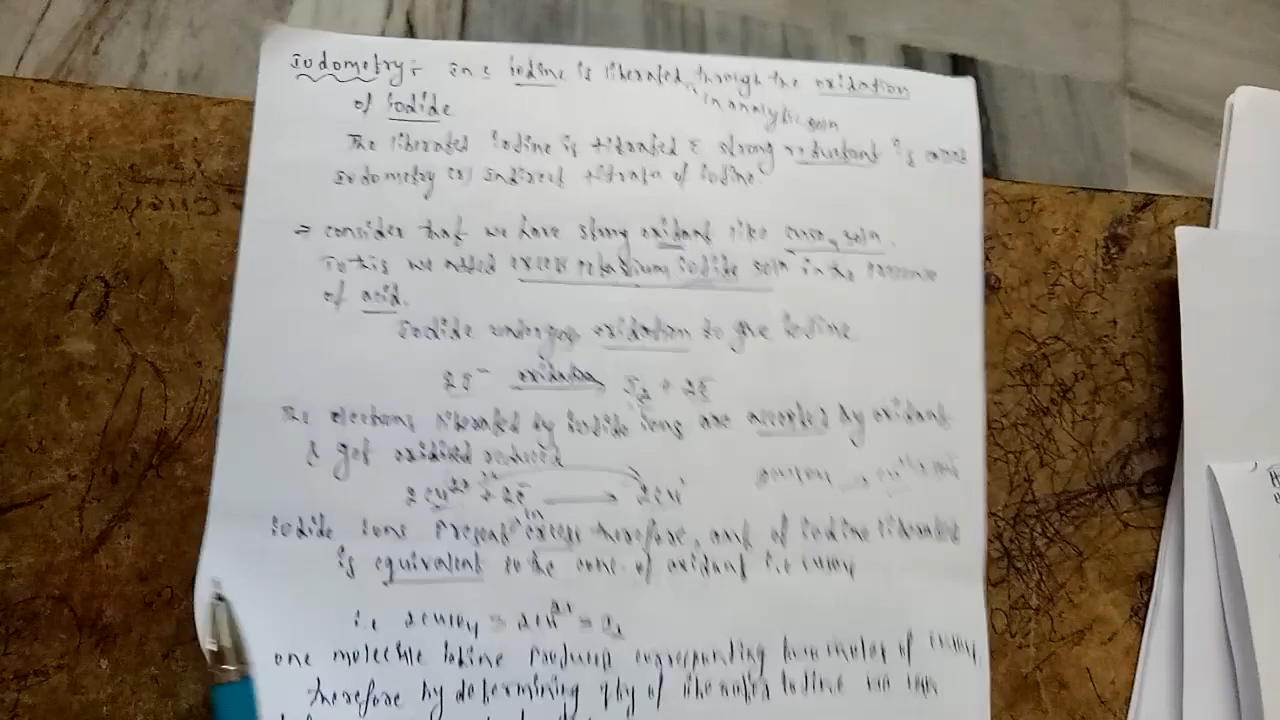 Iodometry:- In I iodine is liberated through the oxidation
in analytic soln
of iodide
The liberated iodine is titrated strong reductant is
iodometry (or) indirect titratn of iodine.
→ consider that we have strong oxidant like CuSO4 soln.
To this we added excess potassium iodide soln in the presence
of acid.
Iodide undergoes oxidation to give iodine
2I⁻ oxidation I2 + 2e⁻
The electrons liberated by iodide ions are accepted by oxidant
& get oxidised reduced
2Cu²⁺ + 2e⁻ → 2Cu⁺
in
iodide ions present excess therefore, amt of iodine liberated
is equivalent to the conc. of oxidant i.e CuSO4
i.e 2CuSO4 = 2Cu²⁺ = I2
one molecule iodine produces corresponding two moles of CuSO4
therefore by determining qty of liberated iodine we can